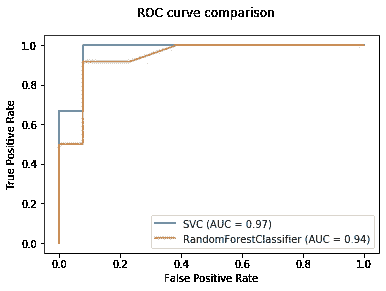 ROC curve comparison
True Positive Rate
1.0
0.8
0.6
0.4
0.2
0.0
SVC (AUC = 0.97)
RandomForestClassifier (AUC = 0.94)
0.0 0.2 0.4 0.6 0.8 1.0
False Positive Rate